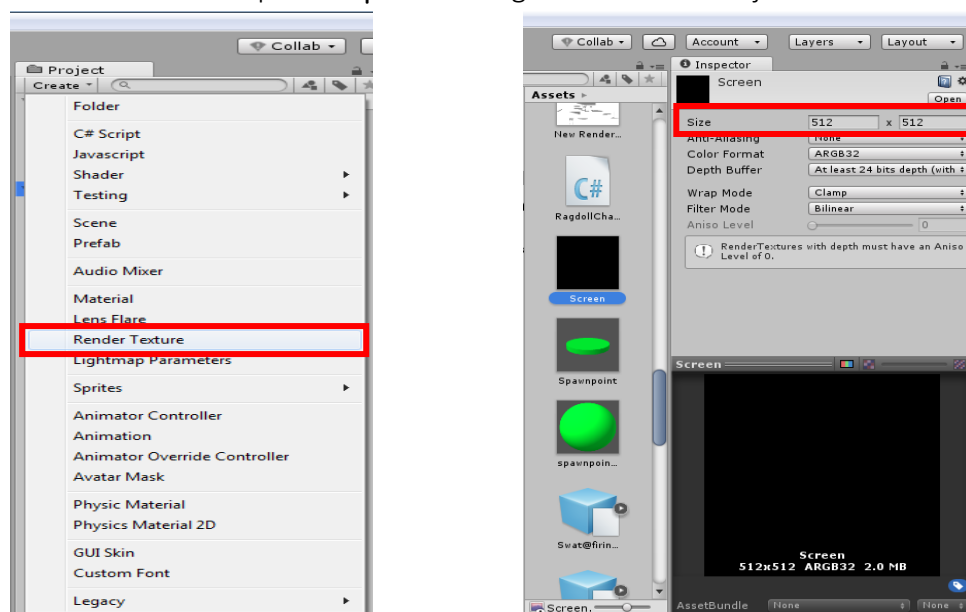 Collab
Project
Create
Folder
C# Script
Javascript
Shader
Testing
Scene
Prefab
Audio Mixer
Material
Lens Flare
Render Texture
Lightmap Parameters
Sprites
Animator Controller
Animation
Animator Override Controller
Avatar Mask
Physic Material
Physics Material 2D
GUI Skin
Custom Font
Legacy
Collab Account Layers Layout
Assets
New Render...
C#
RagdollCha...
Screen
Spawnpoint
spawnpoin...
Swat@firin...
Screen.
Inspector
Screen
Open
Size 512 x 512
Anti-Aliasing None
Color Format ARGB32
Depth Buffer At least 24 bits depth (with
Wrap Mode Clamp
Filter Mode Bilinear
Aniso Level 0
RenderTextures with depth must have an Aniso
Level of 0.
Screen
Screen
512x512 ARGB32 2.0 MB
AssetBundle None None